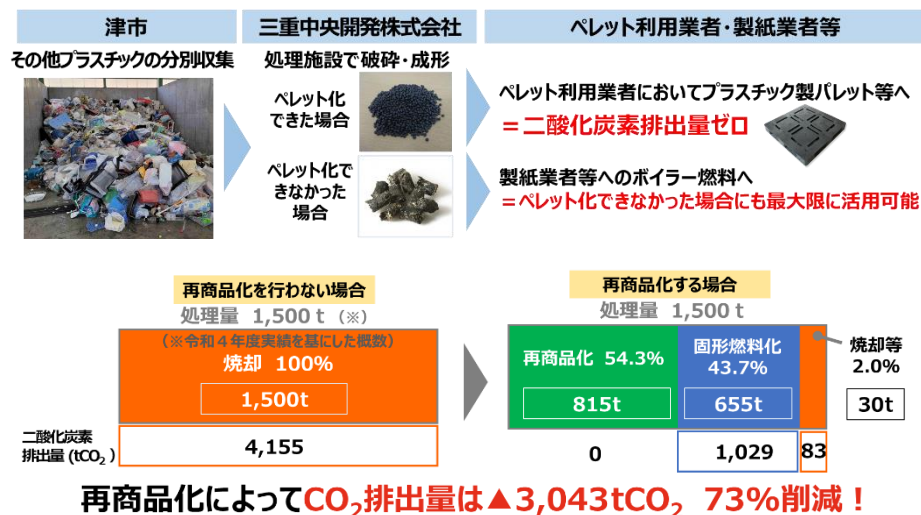 津市
三重中央開発株式会社
ペレット利用業者・製紙業者等
その他プラスチックの分別収集
処理施設で破砕・成形
ペレット化
できた場合
ペレット化で
きなかった
場合
ペレット利用業者においてプラスチック製パレット等へ
＝二酸化炭素排出量ゼロ
製紙業者等へのボイラー燃料へ
＝ペレット化できなかった場合にも最大限に活用可能
再商品化を行わない場合
処理量 1,500ｔ（※）
（※令和４年度実績を基にした概数）
焼却 100%
1,500t
二酸化炭素
排出量(tCO₂)
4,155
再商品化する場合
処理量 1,500ｔ
再商品化 54.3%
815t
0
固形燃料化
43.7%
655t
1,029
焼却等
2.0%
30t
83
再商品化によってCO₂排出量は▲3,043tCO₂ 73%削減！